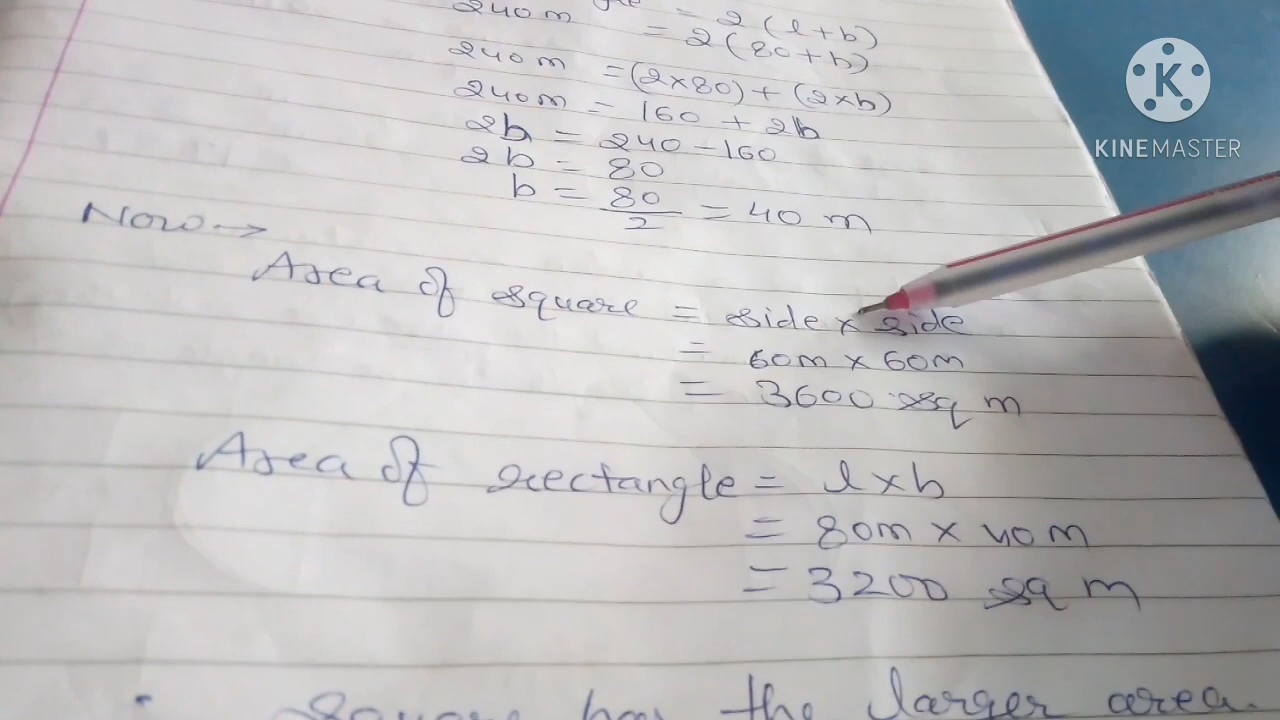 240m = 2 (l+b)
= 2(80+b)
240m = (2×80)+(2×b)
240m = 160 + 2b
2b = 240-160
2b = 80
b = 80/2 = 40 m
Now →
Area of square = side × side
= 60m × 60m
= 3600 sq m
Area of rectangle = l×b
= 80m × 40m
= 3200 sq m
square has the larger area.
K
KINEMASTER